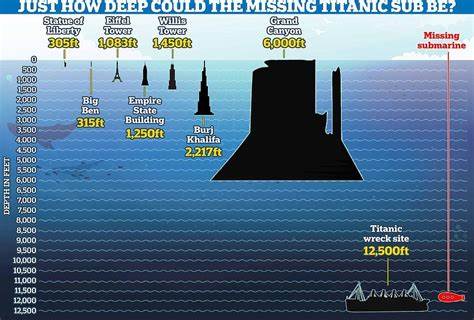 JUST HOW DEEP COULD THE MISSING TITANIC SUB BE?
Statue of
Liberty
305ft
Eiffel
Tower
1,083ft
Willis
Tower
1,450ft
Grand
Canyon
6,000ft
Missing
submarine
Big
Ben
315ft
Empire
State
Building
1,250ft
Burj
Khalifa
2,217ft
Titanic
wreck site
12,500ft
DEPTH IN FEET
0
500
1,000
1,500
2,000
2,500
3,000
3,500
4,000
4,500
5,000
5,500
6,000
6,500
7,000
7,500
8,000
8,500
9,000
9,500
10,000
10,500
11,000
11,500
12,000
12,500